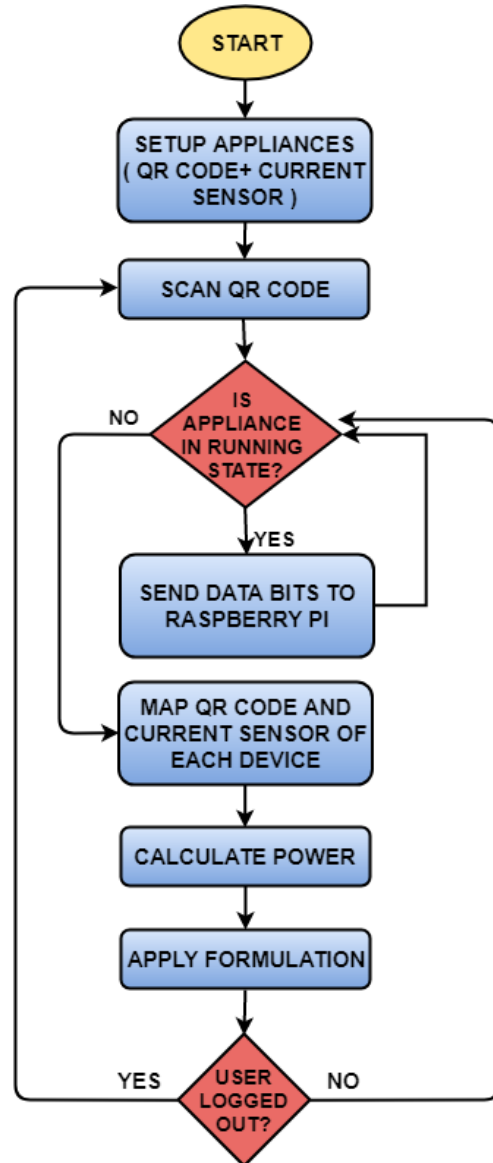 START
SETUP APPLIANCES
( QR CODE+ CURRENT
SENSOR )
SCAN QR CODE
IS
APPLIANCE
IN RUNNING
STATE?
NO
YES
SEND DATA BITS TO
RASPBERRY PI
MAP QR CODE AND
CURRENT SENSOR OF
EACH DEVICE
CALCULATE POWER
APPLY FORMULATION
USER
LOGGED
OUT?
YES
NO